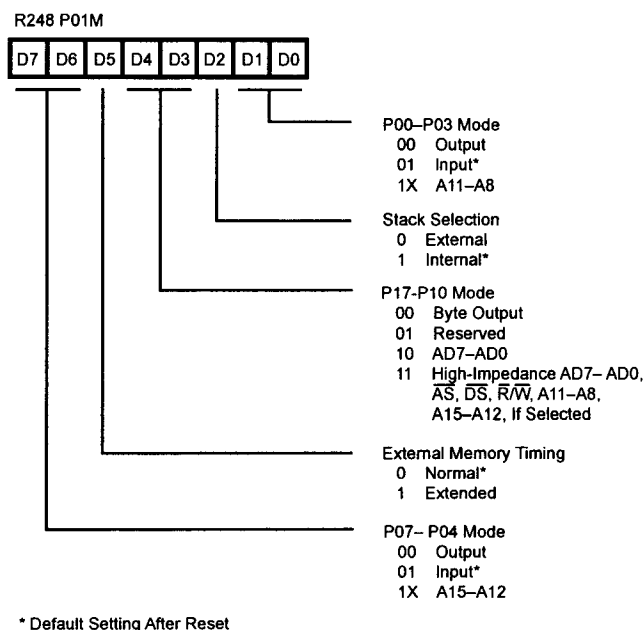 R248 P01M
D7 D6 D5 D4 D3 D2 D1 D0
P00–P03 Mode
00 Output
01 Input*
1X A11–A8
Stack Selection
0 External
1 Internal*
P17-P10 Mode
00 Byte Output
01 Reserved
10 AD7–AD0
11 High-Impedance AD7– AD0,
A̅S̅, D̅S̅, R̅/W̅, A11–A8,
A15–A12, If Selected
External Memory Timing
0 Normal*
1 Extended
P07– P04 Mode
00 Output
01 Input*
1X A15–A12
* Default Setting After Reset